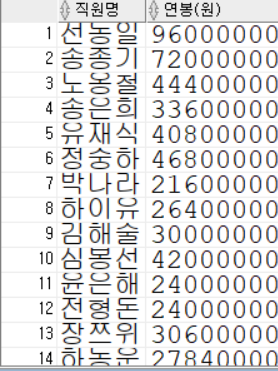 직원명 연봉(원)
1 선동일 96000000
2 송종기 72000000
3 노옹철 44400000
4 송은희 33600000
5 유재식 40800000
6 정중하 46800000
7 박나라 21600000
8 하이유 26400000
9 김해술 30000000
10 심봉선 42000000
11 윤은해 24000000
12 전형돈 24000000
13 장쯔위 30600000
14 하동운 27840000